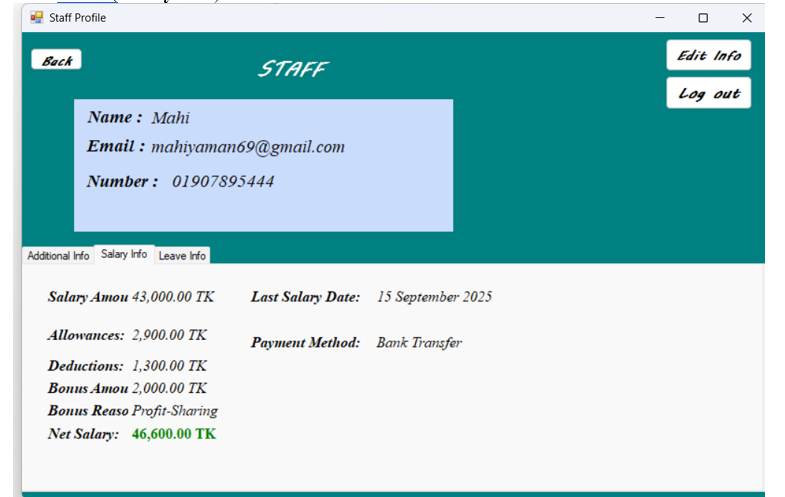 Staff Profile
Back
STAFF
Edit Info
Log out
Name : Mahi
Email : mahiyaman69@gmail.com
Number : 01907895444
Additional Info Salary Info Leave Info
Salary Amou 43,000.00 TK Last Salary Date: 15 September 2025
Allowances: 2,900.00 TK
Payment Method: Bank Transfer
Deductions: 1,300.00 TK
Bonus Amou 2,000.00 TK
Bonus Reaso Profit-Sharing
Net Salary: 46,600.00 TK